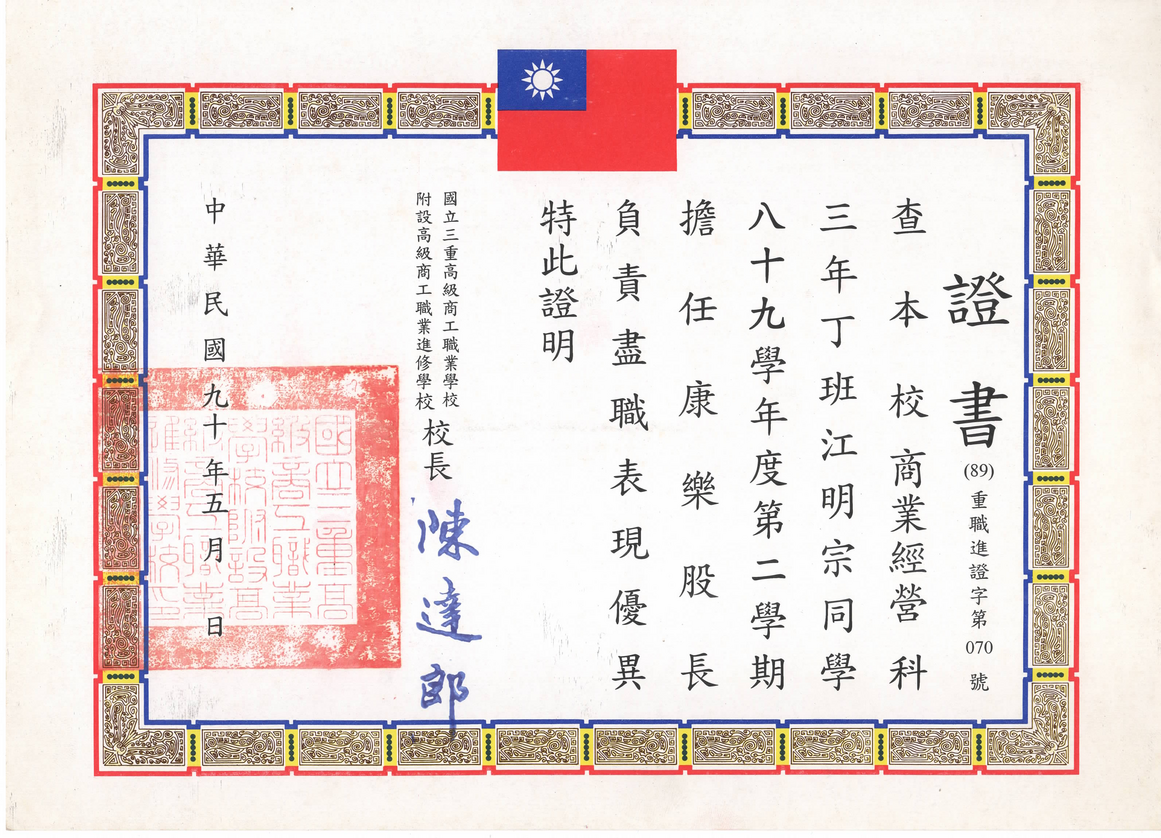 證書
(89)重職進證字第070號
查本校商業經營科
三年丁班江明宗同學
八十九學年度第二學期
擔任康樂股長
負責盡職表現優異
特此證明
國立三重高級商工職業學校
附設高級商工職業進修學校
校長
陳達郎
國立三重高
級商工職業
學校附設高
級商工職業
進修學校印
中華民國九十年五月日